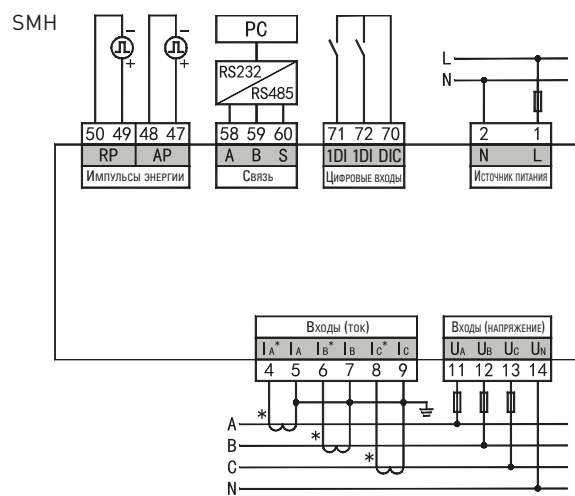 SMH
− − PC
+ + RS232
RS485
L
N
50 49 48 47 58 59 60 71 72 70 2 1
RP AP A B S 1DI 1DI DIC N L
Импульсы энергии Связь Цифровые входы Источник питания
Входы (ток) Входы (напряжение)
IA* IA IB* IB IC* IC UA UB UC UN
4 5 6 7 8 9 11 12 13 14
*
A
*
B
*
C
N